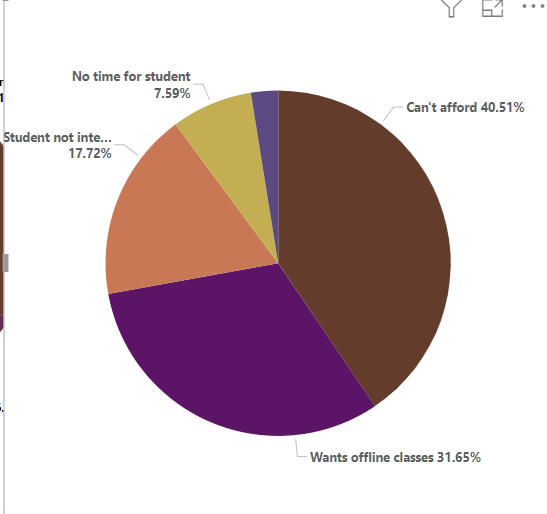 No time for student
7.59%
Can't afford 40.51%
Student not inte...
17.72%
Wants offline classes 31.65%